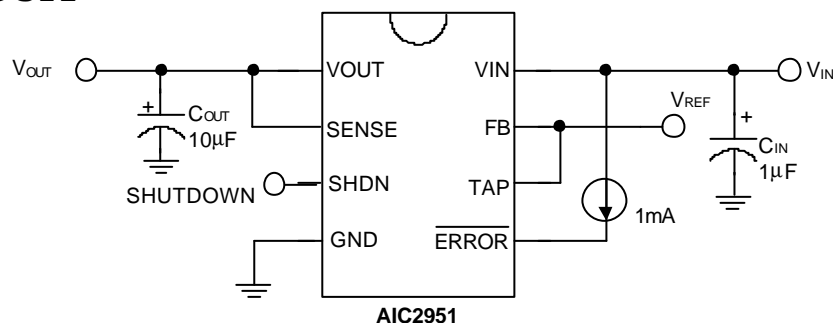 VOUT
VOUT
VIN
VIN
+
COUT
10µF
SENSE
FB
VREF
+
CIN
1µF
SHUTDOWN
SHDN
TAP
1mA
GND
ERROR
AIC2951